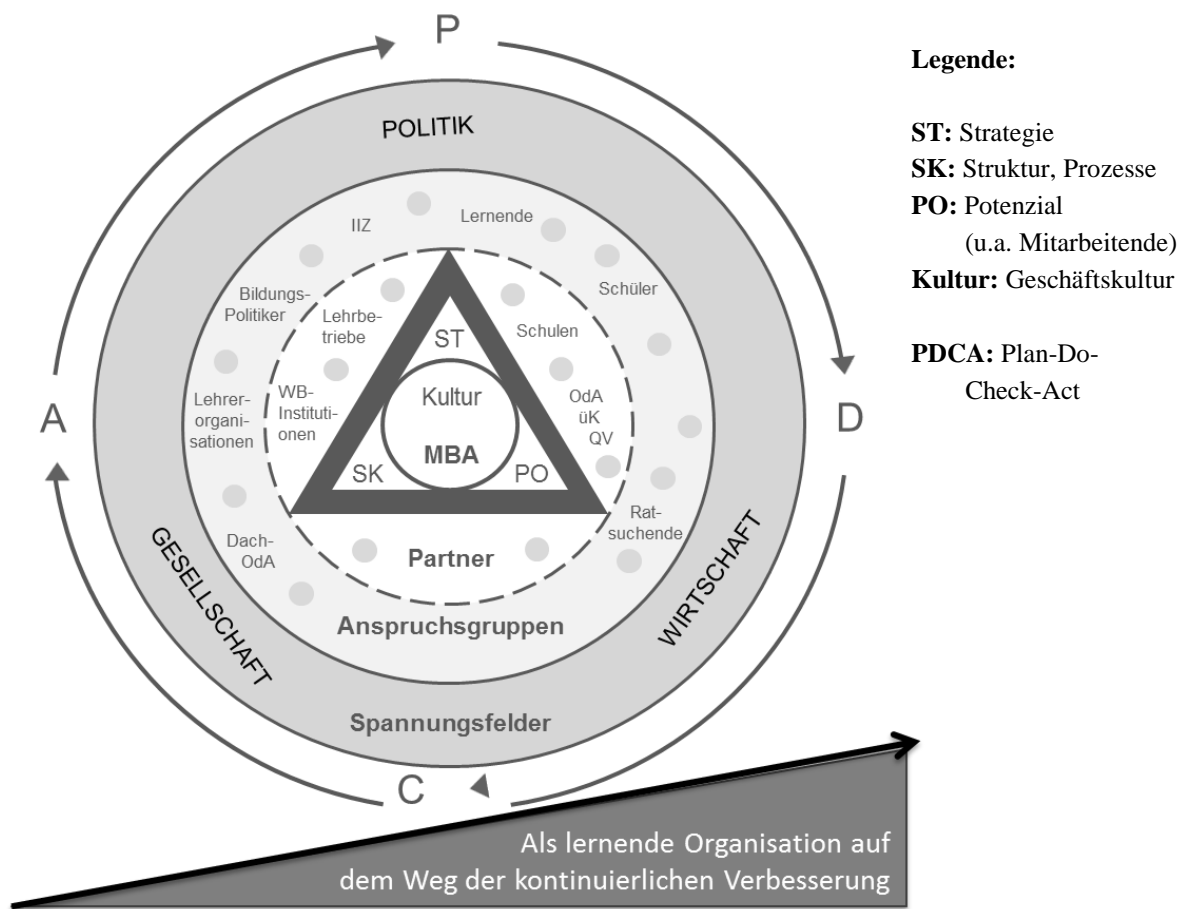 P
Legende:
ST: Strategie
SK: Struktur, Prozesse
PO: Potenzial
(u.a. Mitarbeitende)
Kultur: Geschäftskultur
PDCA: Plan-Do-
Check-Act
POLITIK
IIZ
Lernende
Bildungs-
Politiker
Schüler
Lehrbe-
triebe
Schulen
ST
Lehrer-
organi-
sationen
WB-
Instituti-
onen
Kultur
MBA
OdA
üK
QV
A
D
SK
PO
Dach-
OdA
Rat-
suchende
Partner
GESELLSCHAFT
WIRTSCHAFT
Anspruchsgruppen
Spannungsfelder
C
Als lernende Organisation auf
dem Weg der kontinuierlichen Verbesserung